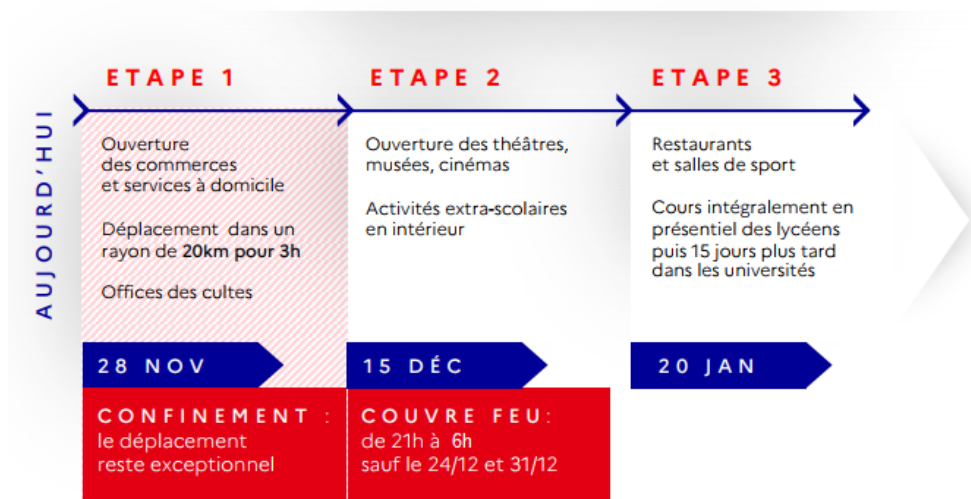 AUJOURD'HUI
ETAPE 1
Ouverture
des commerces
et services à domicile
Déplacement dans un
rayon de 20km pour 3h
Offices des cultes
28 NOV
CONFINEMENT :
le déplacement
reste exceptionnel
ETAPE 2
Ouverture des théâtres,
musées, cinémas
Activités extra-scolaires
en intérieur
15 DÉC
COUVRE FEU:
de 21h à 6h
sauf le 24/12 et 31/12
ETAPE 3
Restaurants
et salles de sport
Cours intégralement en
présentiel des lycéens
puis 15 jours plus tard
dans les universités
20 JAN